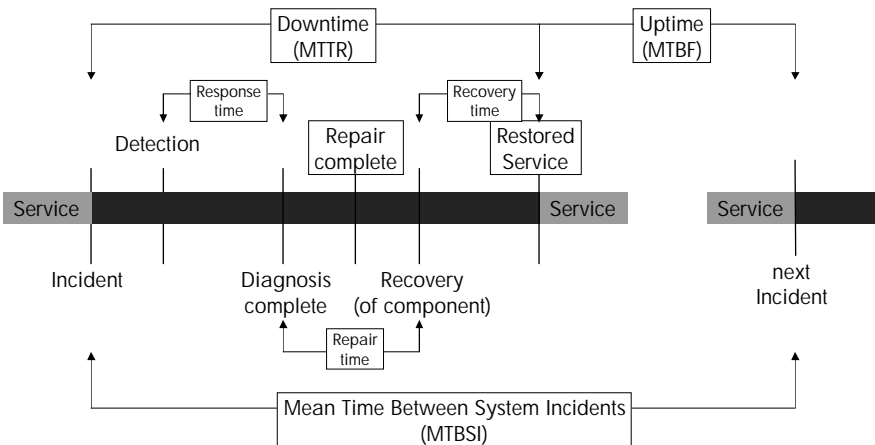 Downtime
(MTTR)
Uptime
(MTBF)
Response
time
Recovery
time
Detection
Repair
complete
Restored
Service
Service
Service
Service
Incident
Diagnosis
complete
Recovery
(of component)
next
Incident
Repair
time
Mean Time Between System Incidents
(MTBSI)